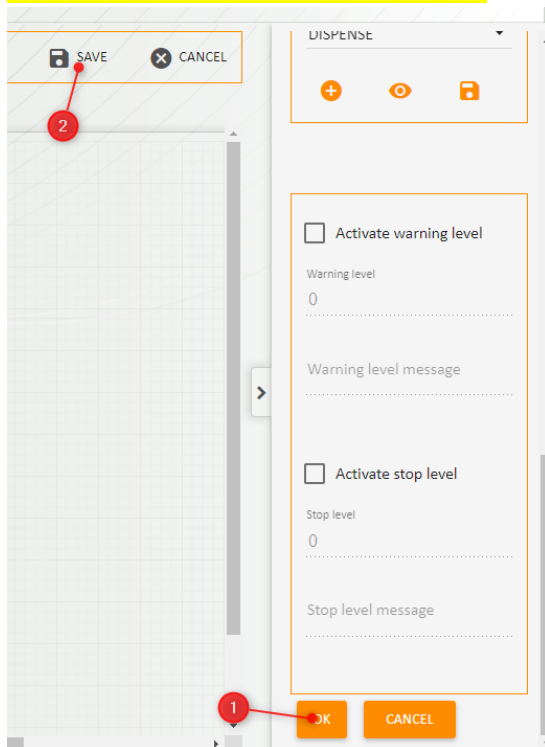 SAVE
CANCEL
2
DISPENSE
Activate warning level
Warning level
0
Warning level message
Activate stop level
Stop level
0
Stop level message
1
OK
CANCEL